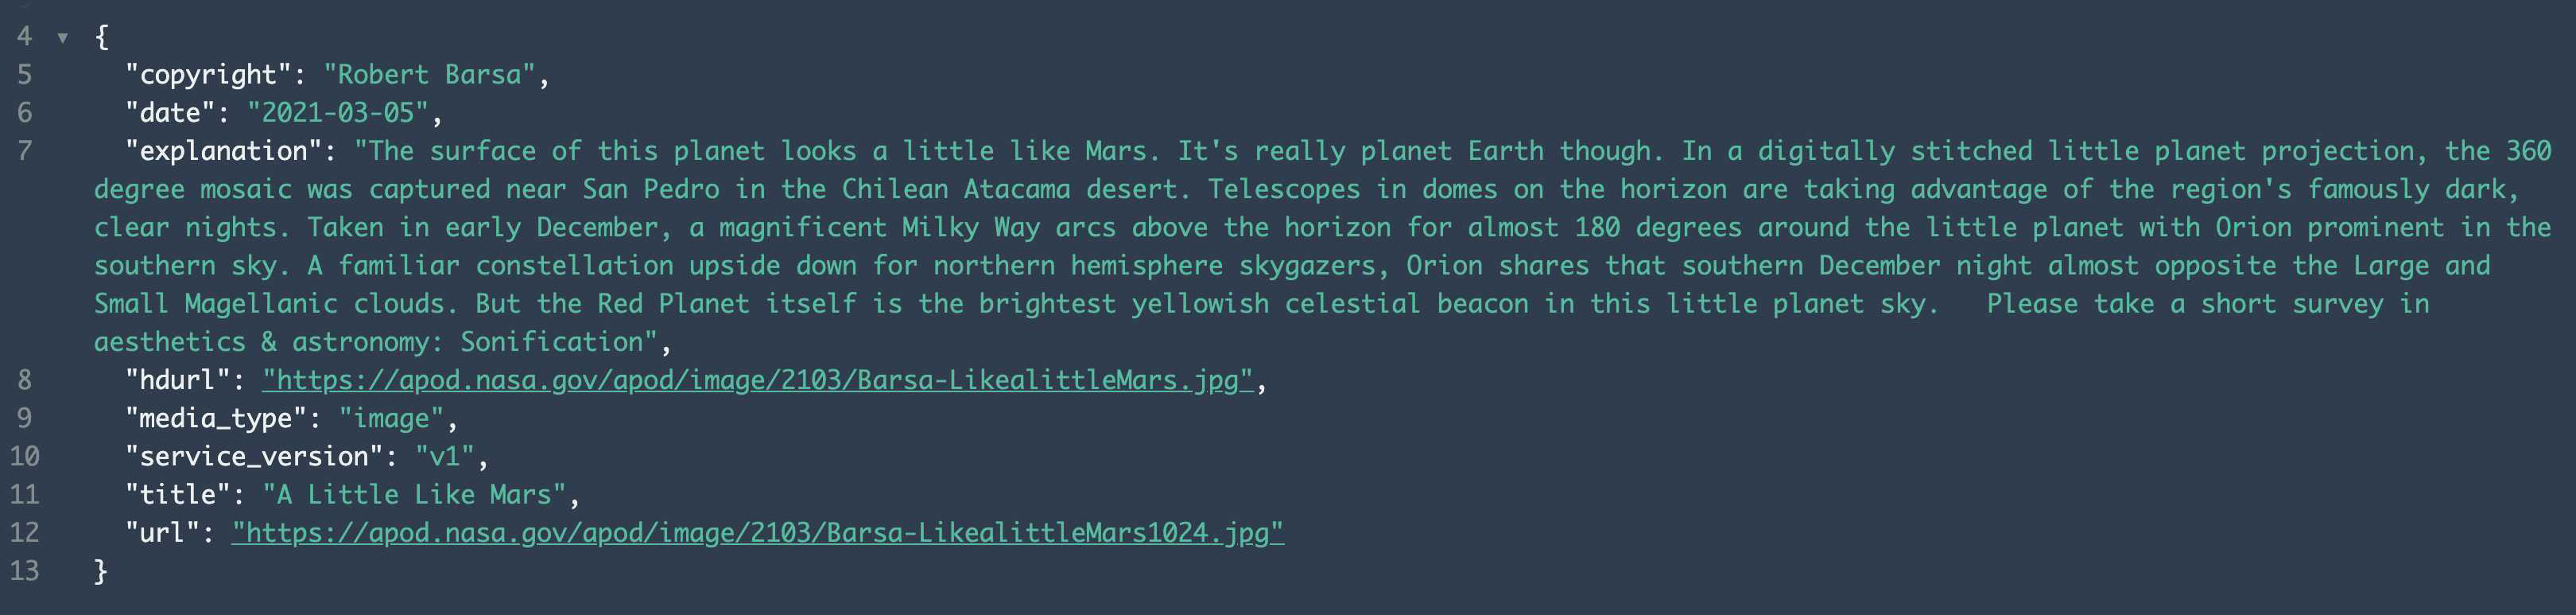 4 ▾ {
5 "copyright": "Robert Barsa",
6 "date": "2021-03-05",
7 "explanation": "The surface of this planet looks a little like Mars. It's really planet Earth though. In a digitally stitched little planet projection, the 360
degree mosaic was captured near San Pedro in the Chilean Atacama desert. Telescopes in domes on the horizon are taking advantage of the region's famously dark,
clear nights. Taken in early December, a magnificent Milky Way arcs above the horizon for almost 180 degrees around the little planet with Orion prominent in the
southern sky. A familiar constellation upside down for northern hemisphere skygazers, Orion shares that southern December night almost opposite the Large and
Small Magellanic clouds. But the Red Planet itself is the brightest yellowish celestial beacon in this little planet sky.   Please take a short survey in
aesthetics & astronomy: Sonification",
8 "hdurl": "https://apod.nasa.gov/apod/image/2103/Barsa-LikealittleMars.jpg",
9 "media_type": "image",
10 "service_version": "v1",
11 "title": "A Little Like Mars",
12 "url": "https://apod.nasa.gov/apod/image/2103/Barsa-LikealittleMars1024.jpg"
13 }